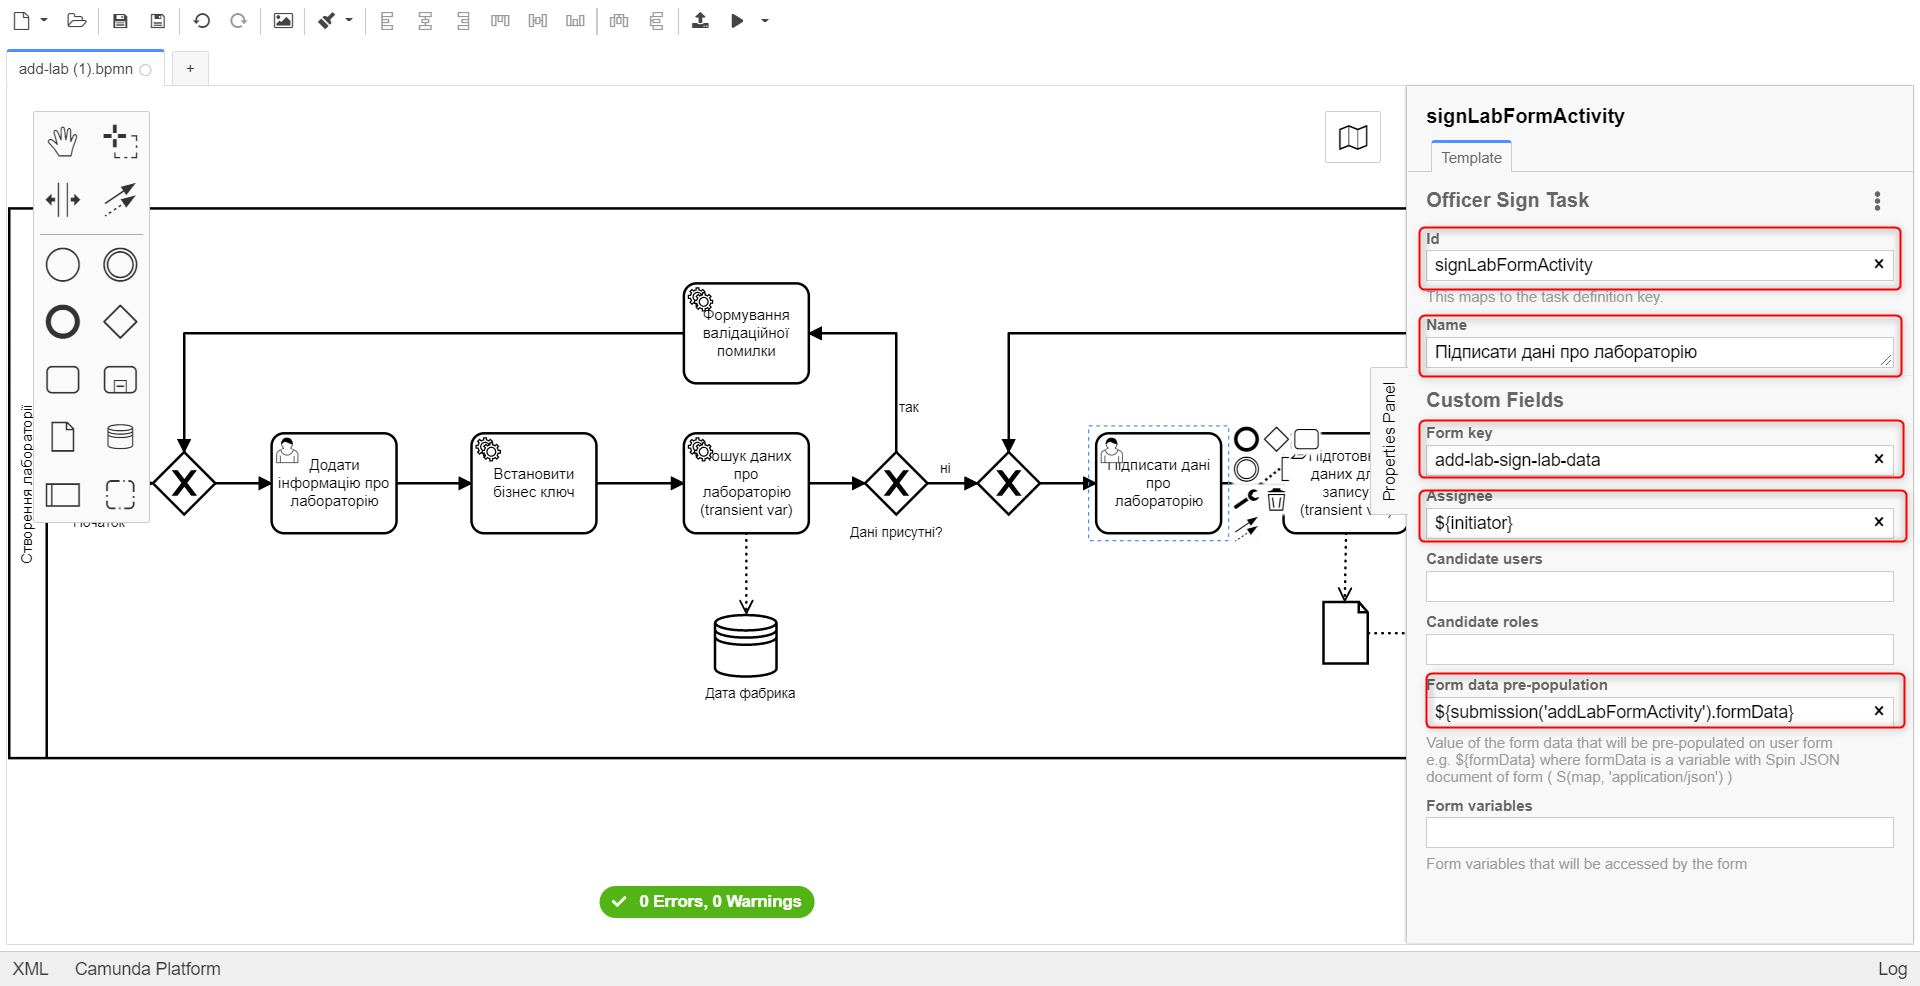 add-lab (1).bpmn
+
signLabFormActivity
Template
Officer Sign Task
Id
signLabFormActivity
This maps to the task definition key.
Name
Підписати дані про лабораторію
Custom Fields
Form key
add-lab-sign-lab-data
Assignee
${initiator}
Candidate users
Candidate roles
Form data pre-population
${submission('addLabFormActivity').formData}
Value of the form data that will be pre-populated on user form
e.g. ${formData} where formData is a variable with Spin JSON
document of form ( S(map, 'application/json') )
Form variables
Form variables that will be accessed by the form
Properties Panel
Створення лабораторії
Початок
Формування
валідаційної
помилки
так
Додати
інформацію про
лабораторію
Встановити
бізнес ключ
ошук даних
про
лабораторію
(transient var)
Дані присутні?
ні
Підписати дані
про
лабораторію
ідготов
даних дл
запису
(transient v
Дата фабрика
0 Errors, 0 Warnings
XML
Camunda Platform
Log